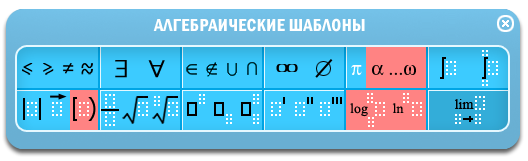 АЛГЕБРАИЧЕСКИЕ ШАБЛОНЫ
⩽ ⩾ ≠ ≈ ∃ ∀ ∈ ∉ ∪ ∩ ∞ ∅ π α ...ω ] ]
| | → [ ) — √ √ ' '' ''' log ln lim →